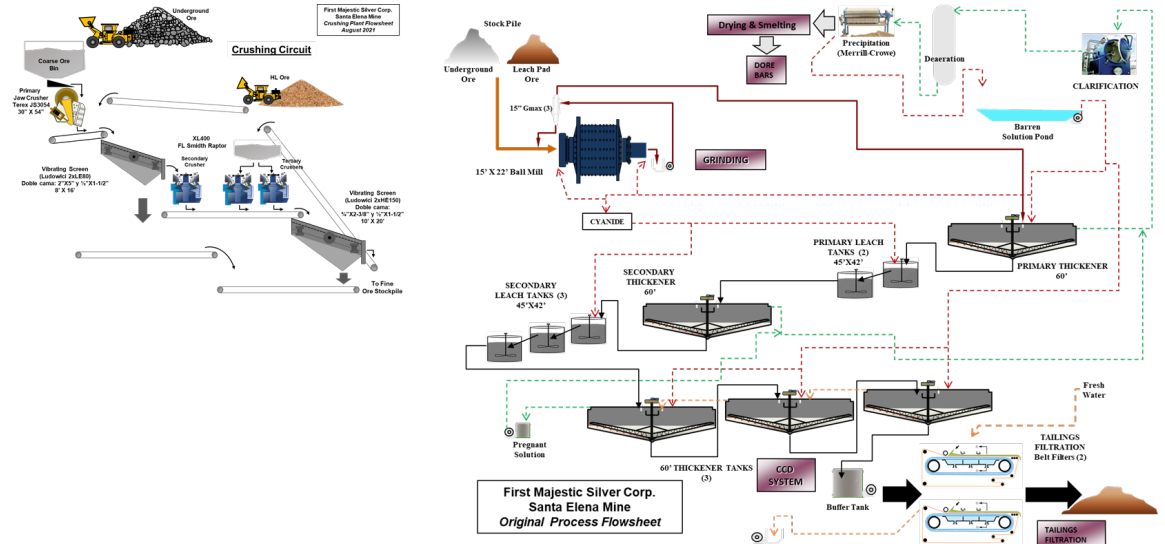 Underground
Ore
First Majestic Silver Corp.
Santa Elena Mine
Crushing Plant Flowsheet
August 2021
Crushing Circuit
Coarse Ore
Bin
HL Ore
Primary
Jaw Crusher
Terex JS3054
30" X 54"
XL400
FL Smidth Raptor
Secondary
Crusher
Tertiary
Crushers
Vibrating Screen
(Ludowici 2xLE80)
Doble cama: 2"X5" y ½"X1-1/2"
8' X 16'
Vibrating Screen
(Ludowici 2xHE150)
Doble cama:
¾"X2-3/8" y ½"X1-1/2"
10' X 20'
To Fine
Ore Stockpile
Stock Pile
Underground
Ore
Leach Pad
Ore
15" Gmax (3)
15' X 22' Ball Mill
GRINDING
Drying & Smelting
DORE
BARS
Precipitation
(Merrill-Crowe)
Deaeration
CLARIFICATION
Barren
Solution Pond
CYANIDE
PRIMARY LEACH
TANKS (2)
45'X42'
PRIMARY THICKENER
60'
SECONDARY
THICKENER
60'
SECONDARY
LEACH TANKS (3)
45'X42'
Pregnant
Solution
60' THICKENER TANKS
(3)
CCD
SYSTEM
Fresh
Water
TAILINGS
FILTRATION
Belt Filters (2)
Buffer Tank
First Majestic Silver Corp.
Santa Elena Mine
Original Process Flowsheet
TAILINGS
FILTRATION